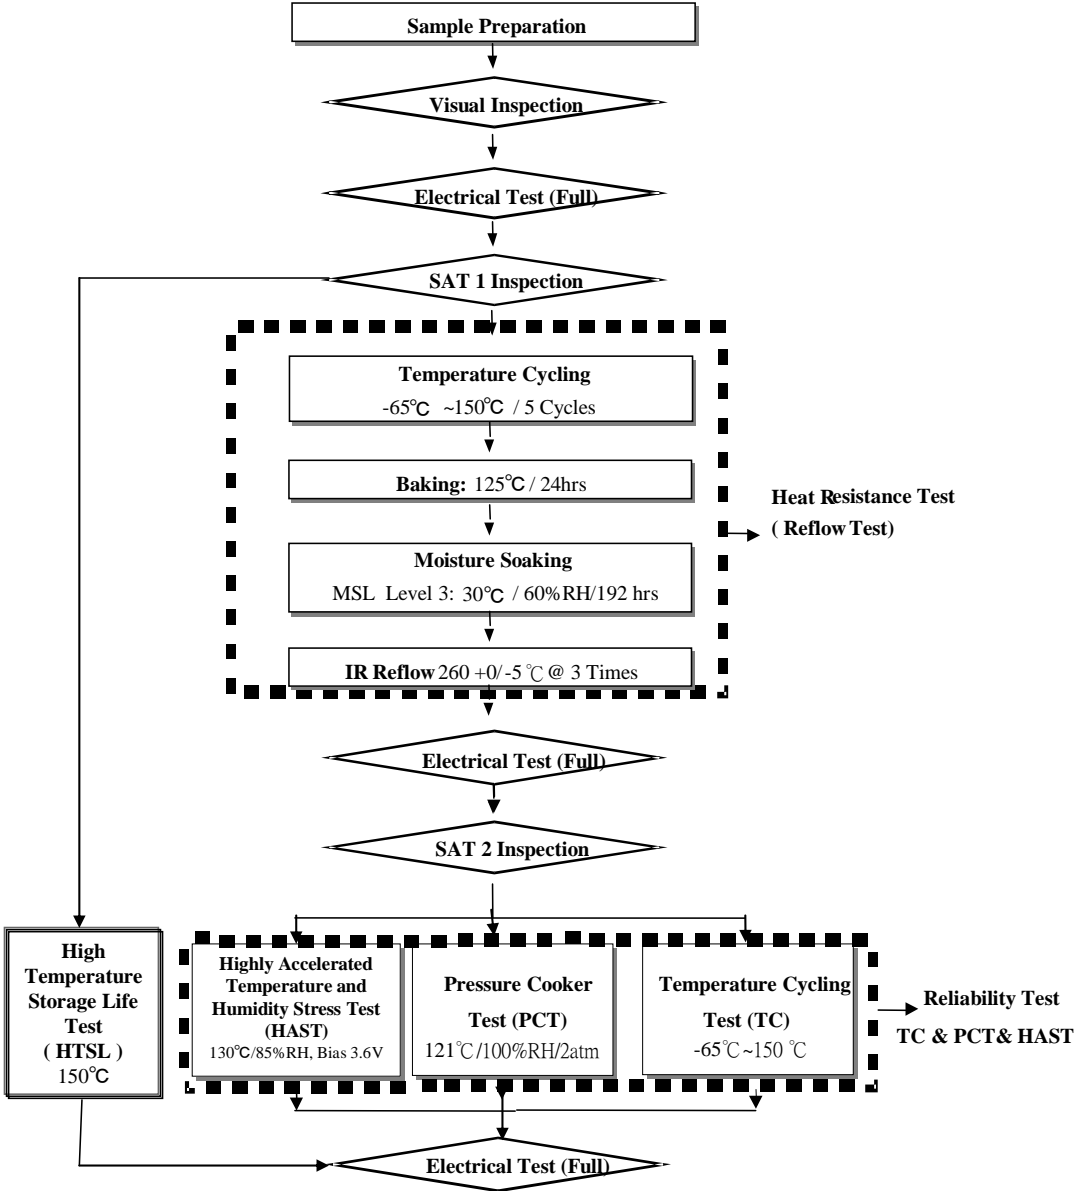 Sample Preparation
Visual Inspection
Electrical Test (Full)
SAT 1 Inspection
Temperature Cycling
-65℃ ~150℃ / 5 Cycles
Baking: 125℃ / 24hrs
Moisture Soaking
MSL Level 3: 30℃ / 60%RH/192 hrs
IR Reflow 260 +0/-5 ℃ @ 3 Times
Heat Resistance Test
( Reflow Test)
Electrical Test (Full)
SAT 2 Inspection
High
Temperature
Storage Life
Test
( HTSL )
150℃
Highly Accelerated
Temperature and
Humidity Stress Test
(HAST)
130℃/85%RH, Bias 3.6V
Pressure Cooker
Test (PCT)
121℃/100%RH/2atm
Temperature Cycling
Test (TC)
-65℃~150 ℃
Reliability Test
TC & PCT& HAST
Electrical Test (Full)